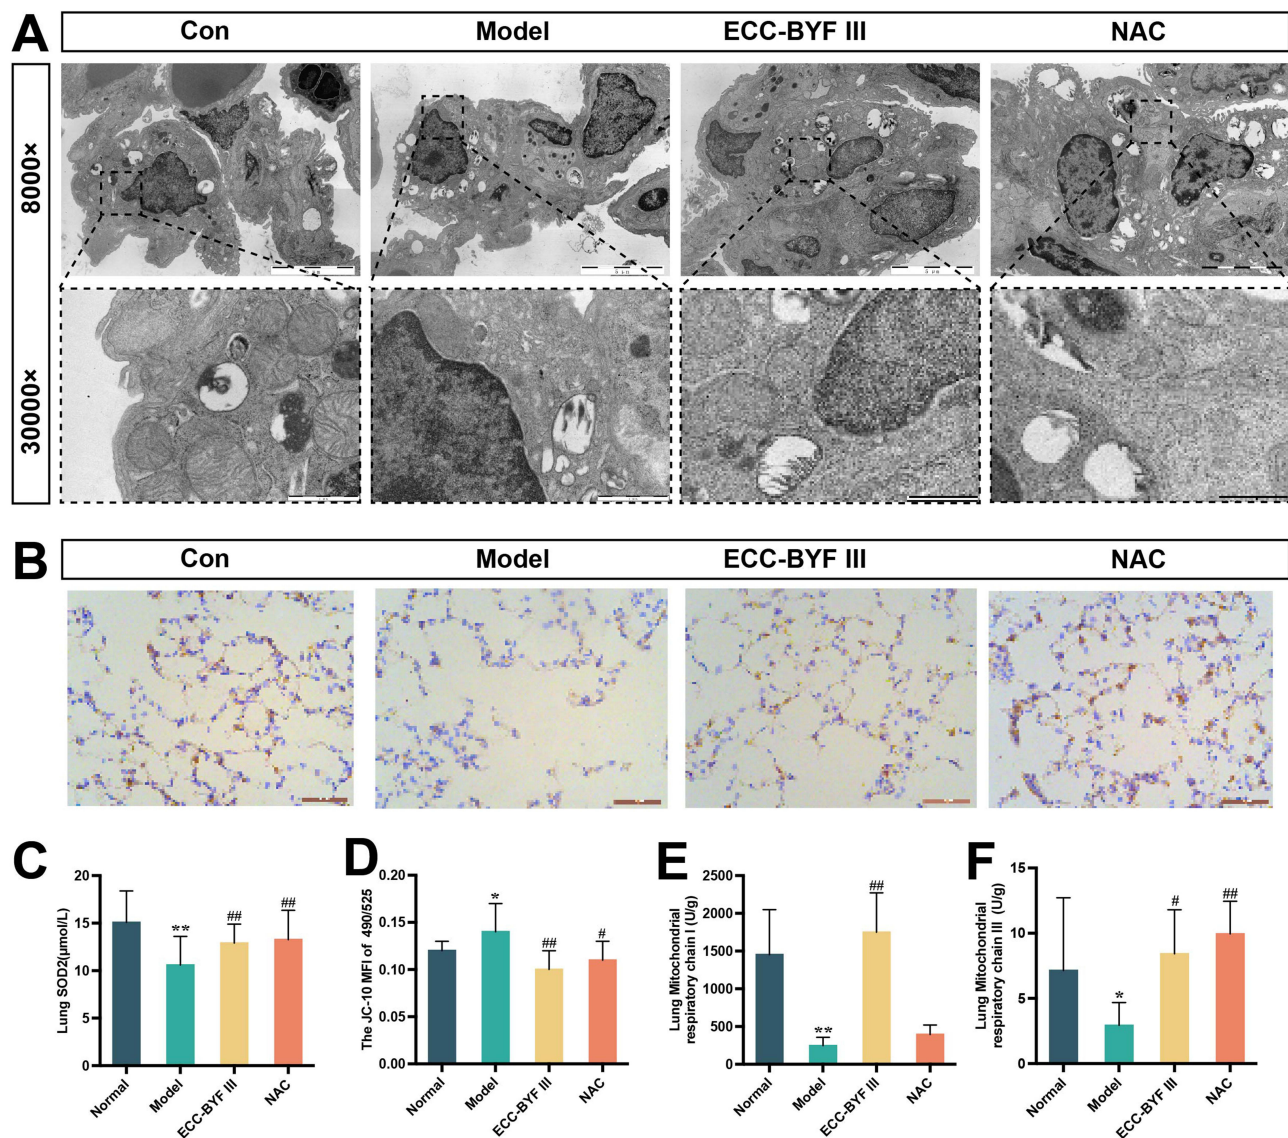 A
Con Model ECC-BYF III NAC
8000×
30000×
B
Con Model ECC-BYF III NAC
C
Lung SOD2(μmol/L)
20
15
10
5
0
**
##
##
Normal Model ECC-BYF III NAC
D
The JC-10 MFI of 490/525
0.20
0.15
0.10
0.05
0.00
*
##
#
Normal Model ECC-BYF III NAC
E
Lung Mitochondrial
respiratory chain I (U/g)
2500
2000
1500
1000
500
0
**
##
Normal Model ECC-BYF III NAC
F
Lung Mitochondrial
respiratory chain III (U/g)
15
10
5
0
*
#
##
Normal Model ECC-BYF III NAC